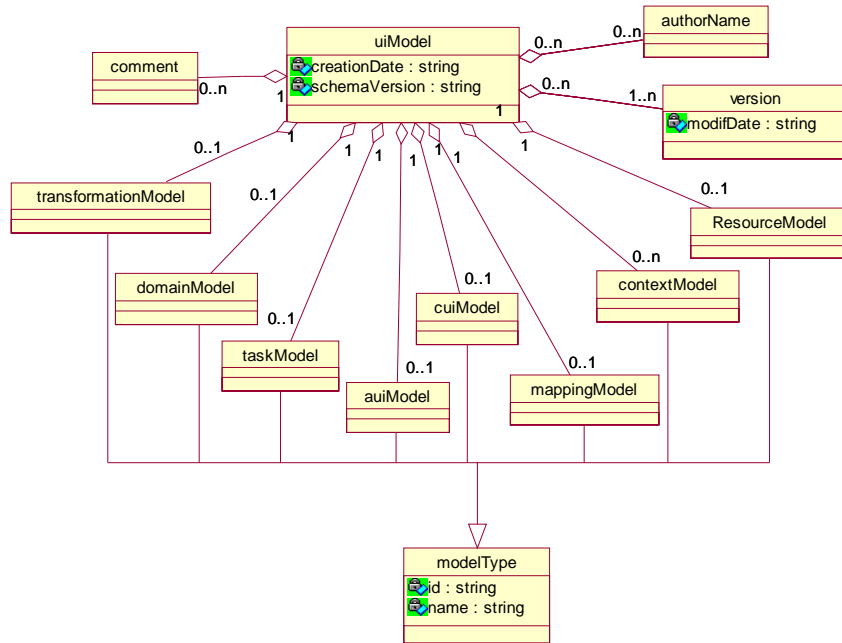 authorName
0..n
0..n
uiModel
creationDate : string
schemaVersion : string
comment
0..n
1
0..n
1..n
version
modifDate : string
1
1
1
1
1
1
1
1
0..1
transformationModel
0..1
domainModel
0..1
taskModel
0..1
auiModel
0..1
cuiModel
0..1
mappingModel
0..n
contextModel
0..1
ResourceModel
modelType
id : string
name : string